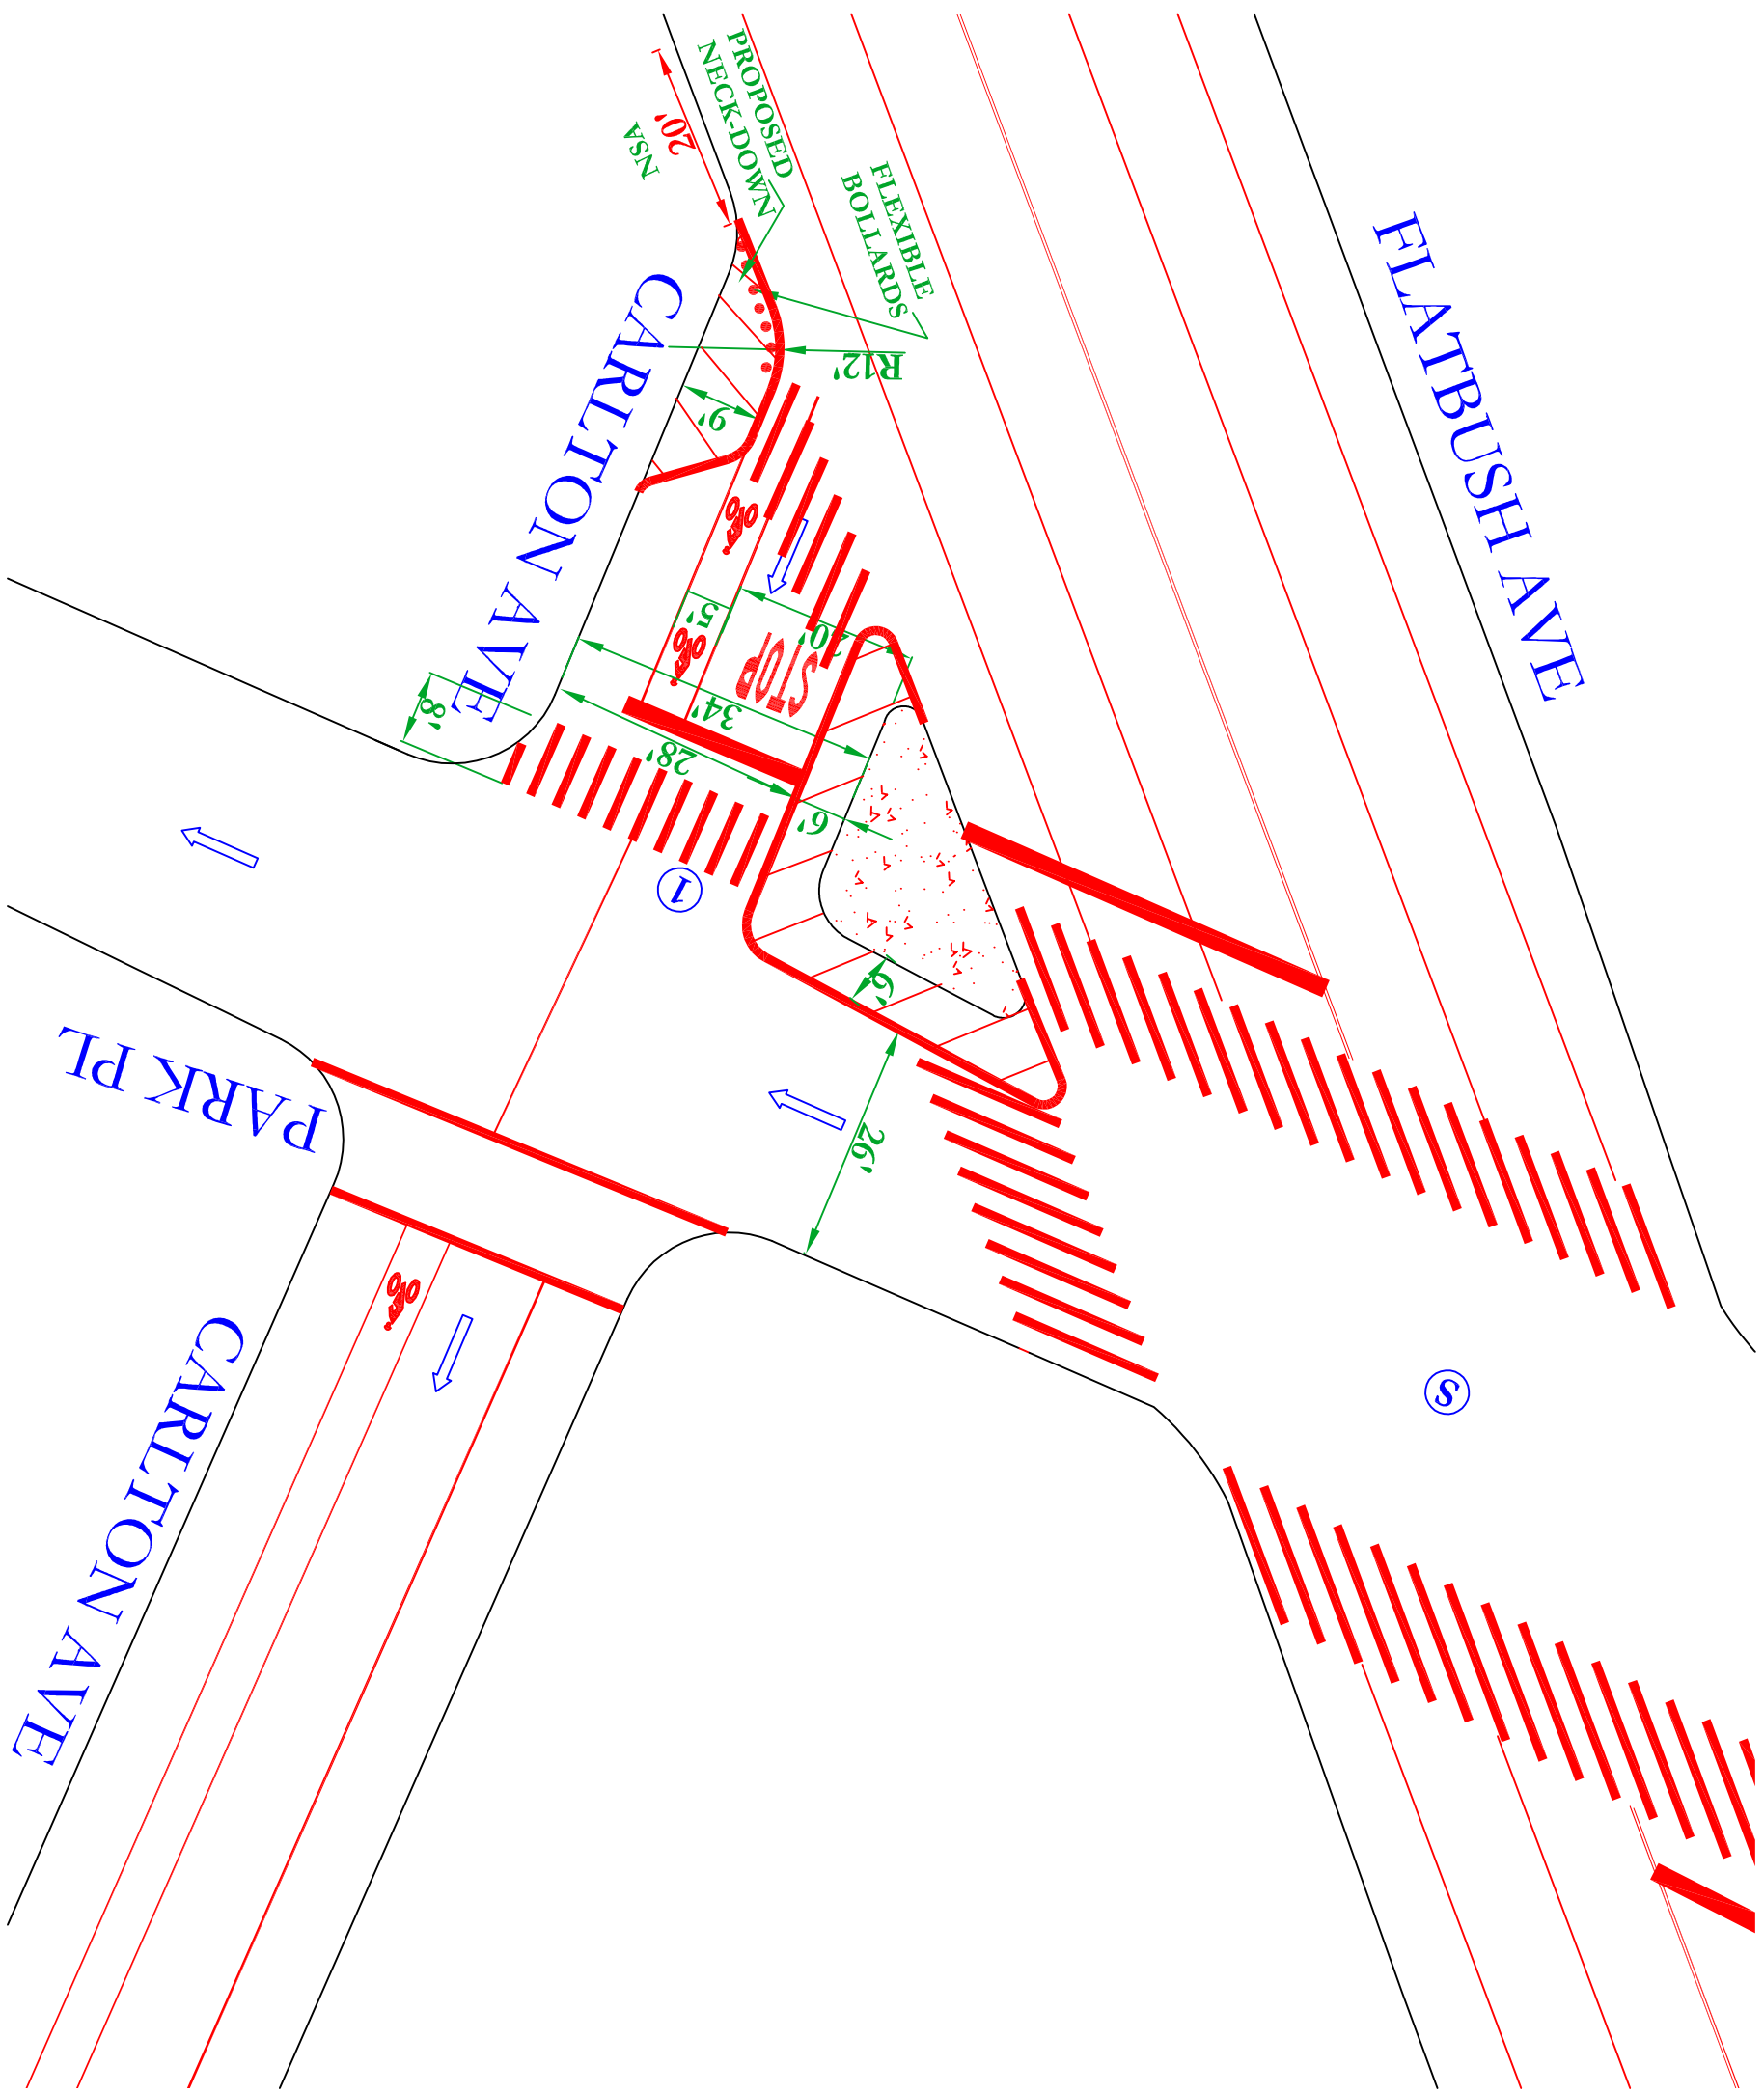 PROPOSED
NECK-DOWN
20'
NSA
FLEXIBLE
BOLLARDS
FLATBUSH AVE
CARLTON AVE
R12'
9'
5'
STOP
34'
28'
8'
6'
1
6'
26'
PARK PL
CARLTON AVE
S